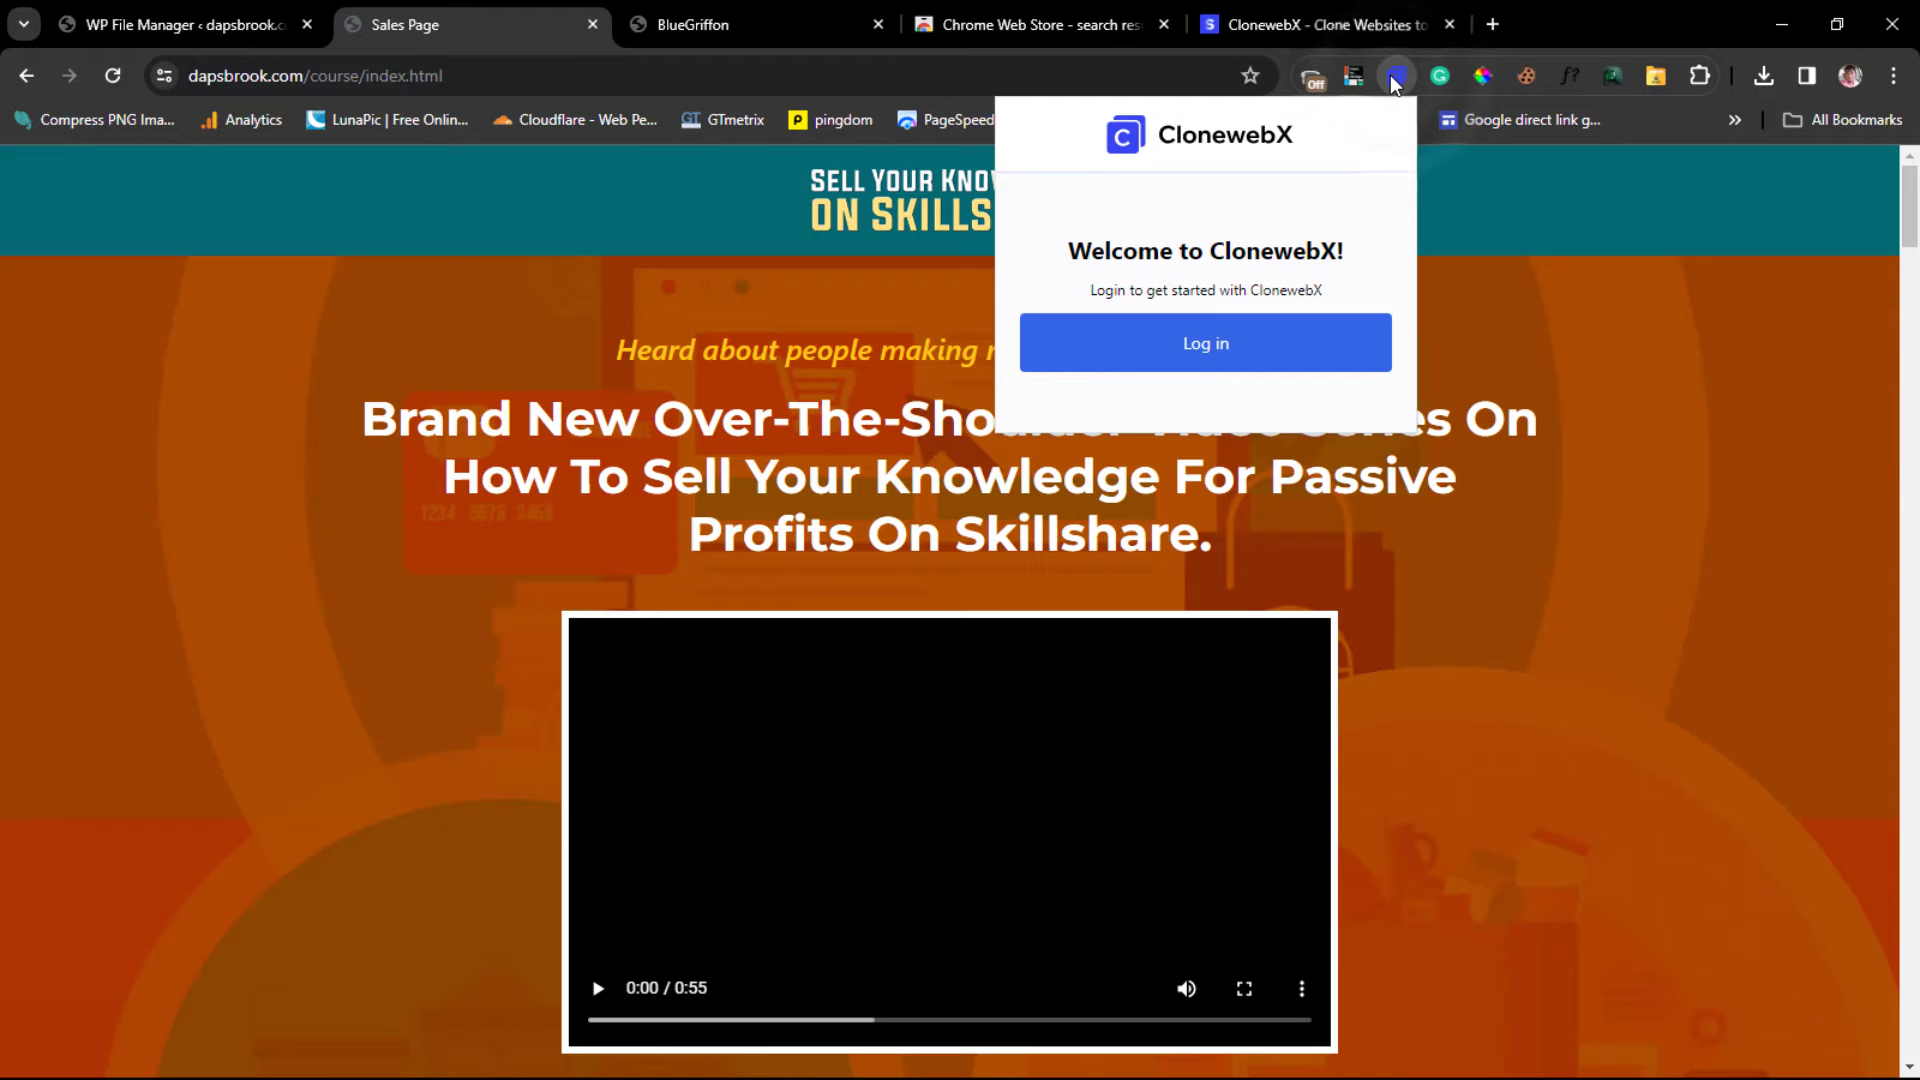 WP File Manager ‹ dapsbrook.c
Sales Page
BlueGriffon
Chrome Web Store - search res
ClonewebX - Clone Websites to
dapsbrook.com/course/index.html
Off
Compress PNG Ima...
Analytics
LunaPic | Free Onlin...
Cloudflare - Web Pe...
GTmetrix
pingdom
PageSpeed
Google direct link g...
All Bookmarks
ClonewebX
Welcome to ClonewebX!
Login to get started with ClonewebX
Log in
SELL YOUR KNO
ON SKILLS
Heard about people making
Brand New Over-The-Shoulder Video Series On
How To Sell Your Knowledge For Passive
Profits On Skillshare.
0:00 / 0:55